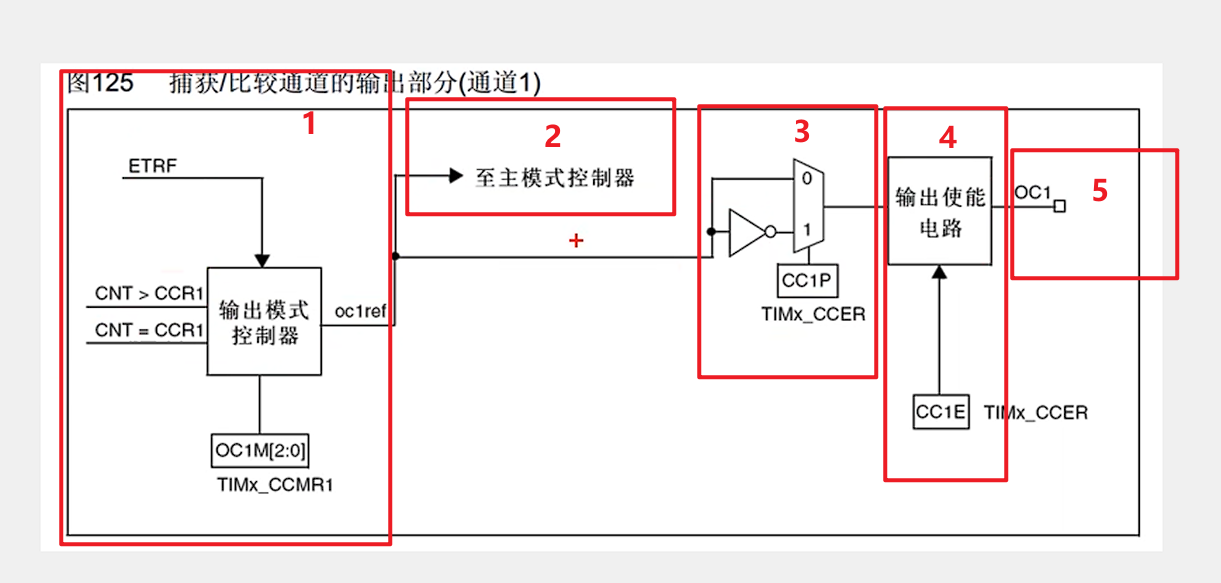 图125 捕获/比较通道的输出部分(通道1)
1
2
3
4
5
ETRF
至主模式控制器
+
0
1
输出使能
电路
OC1
CNT > CCR1
CNT = CCR1
输出模式
控制器
oc1ref
CC1P
TIMx_CCER
CC1E
TIMx_CCER
OC1M[2:0]
TIMx_CCMR1